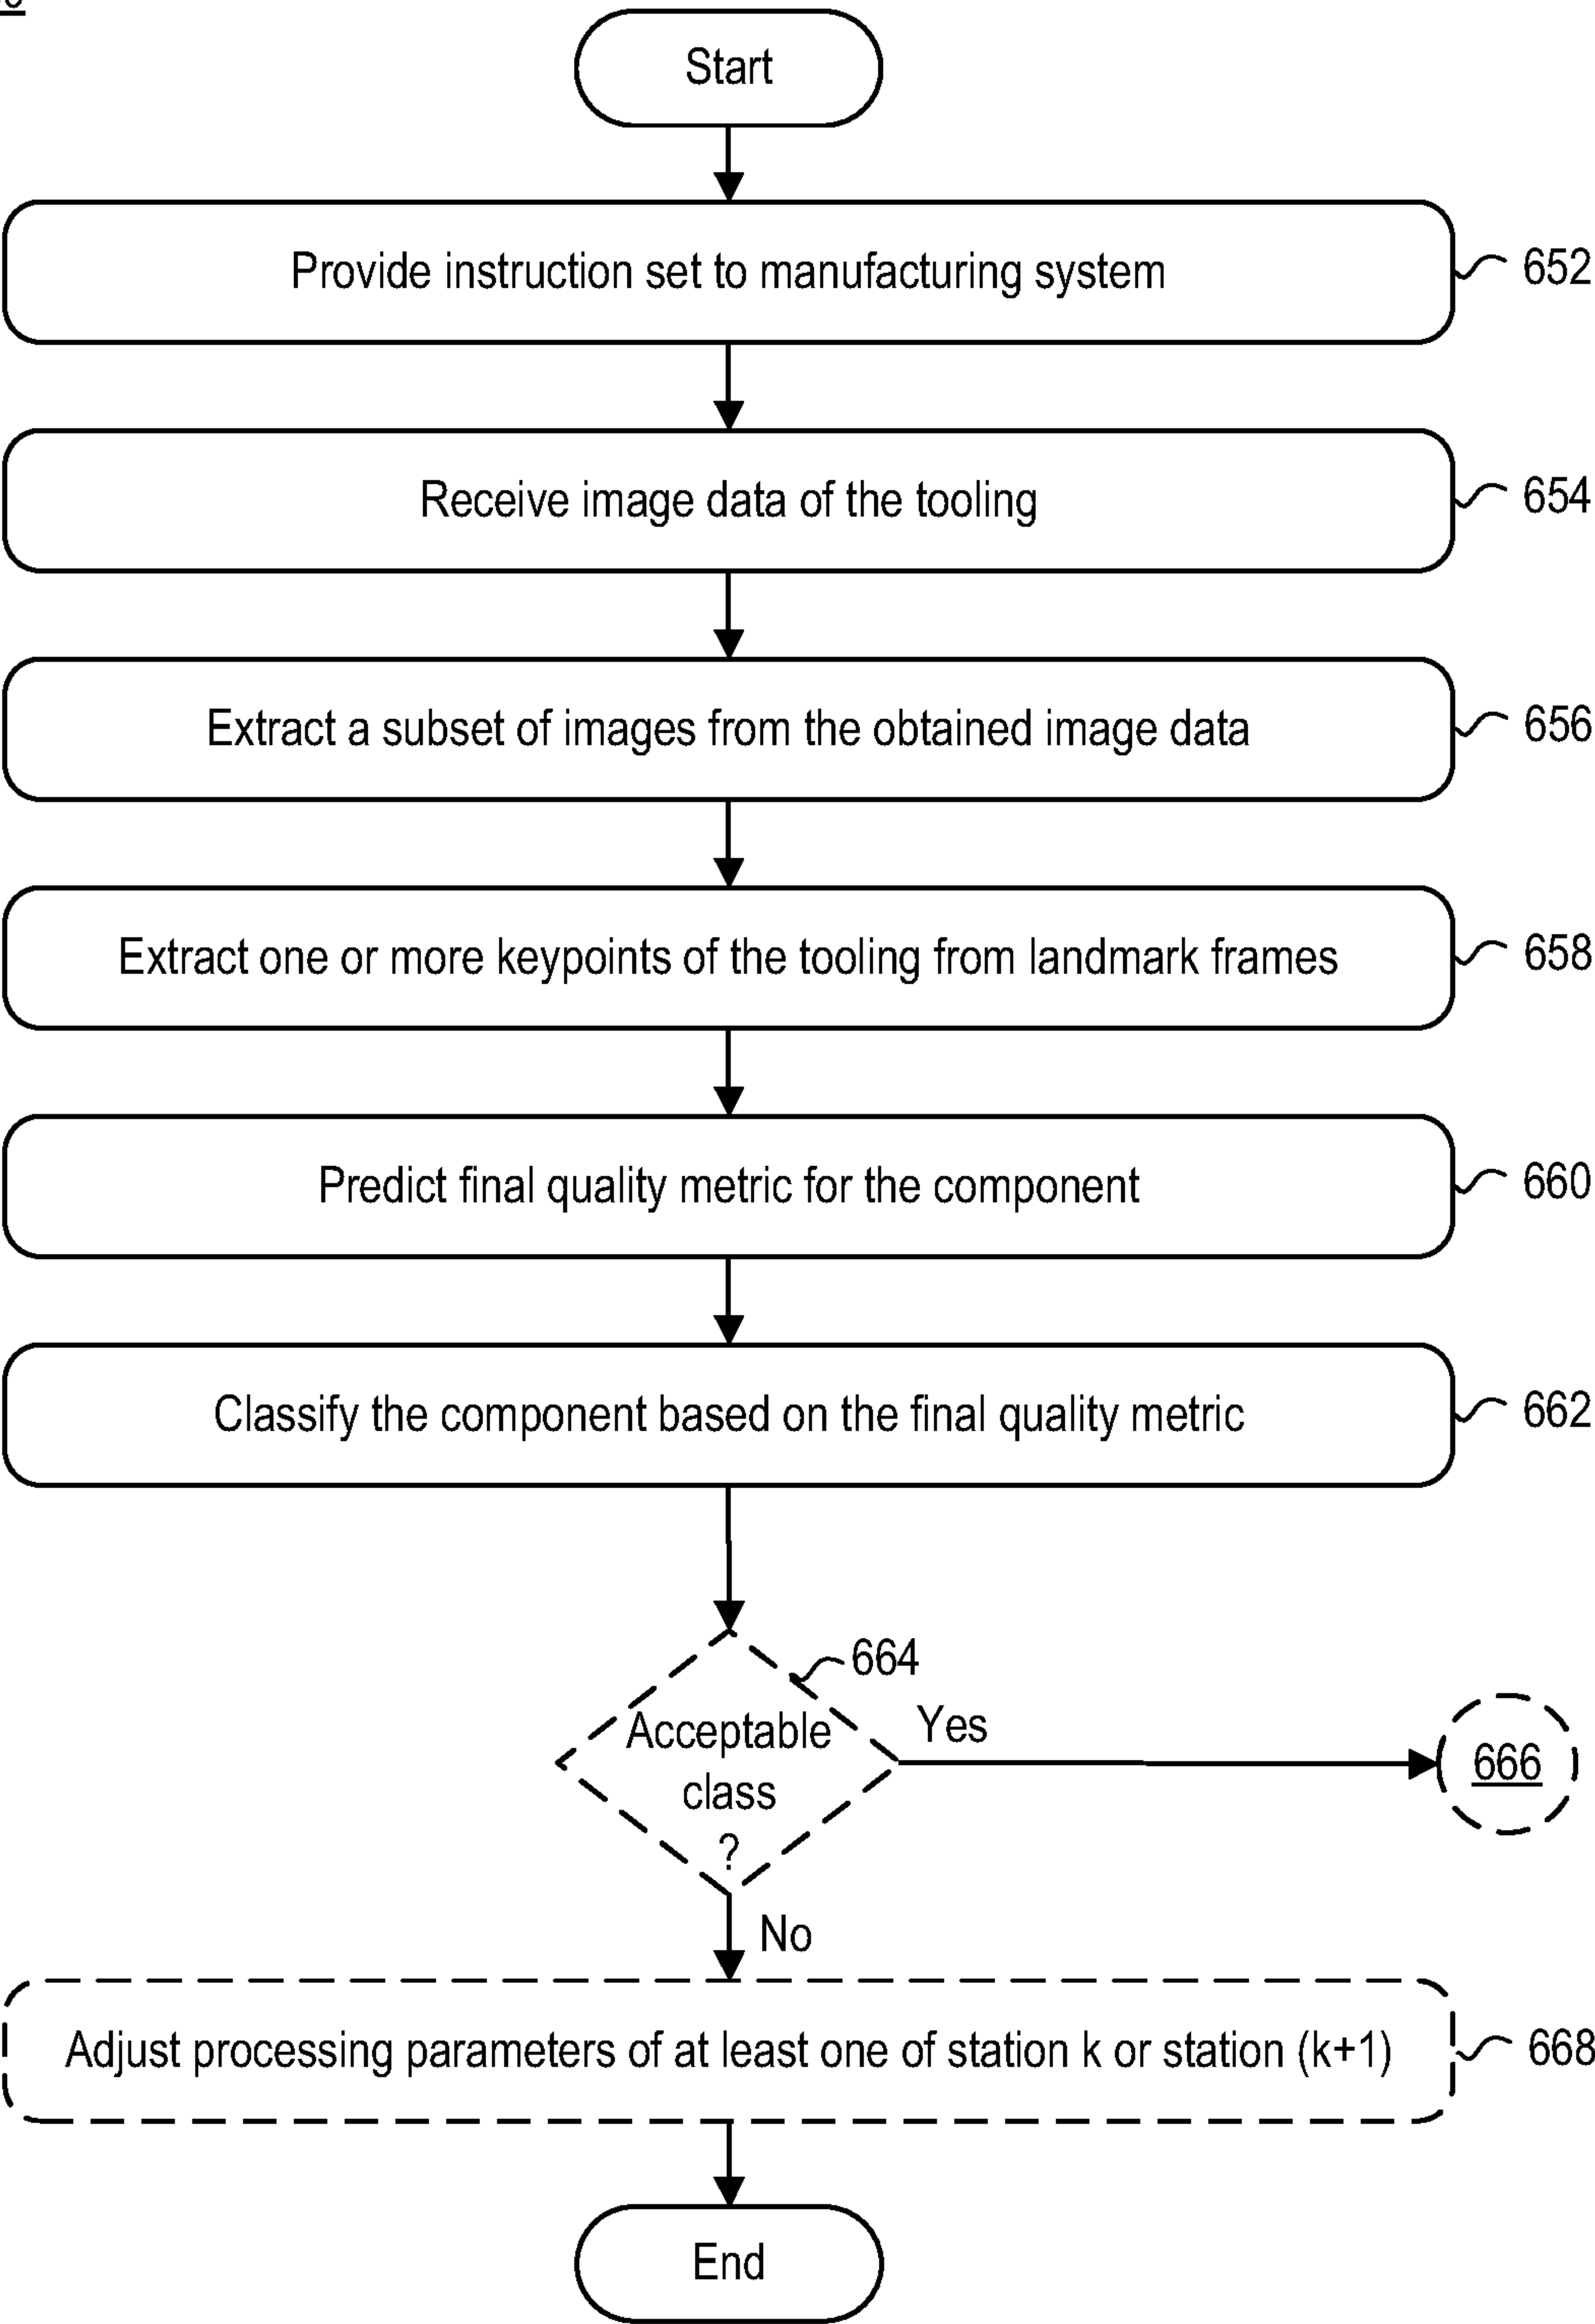 Start
Provide instruction set to manufacturing system
652
Receive image data of the tooling
654
Extract a subset of images from the obtained image data
656
Extract one or more keypoints of the tooling from landmark frames
658
Predict final quality metric for the component
660
Classify the component based on the final quality metric
662
664
Acceptable
class
?
Yes
666
No
Adjust processing parameters of at least one of station k or station (k+1)
668
End